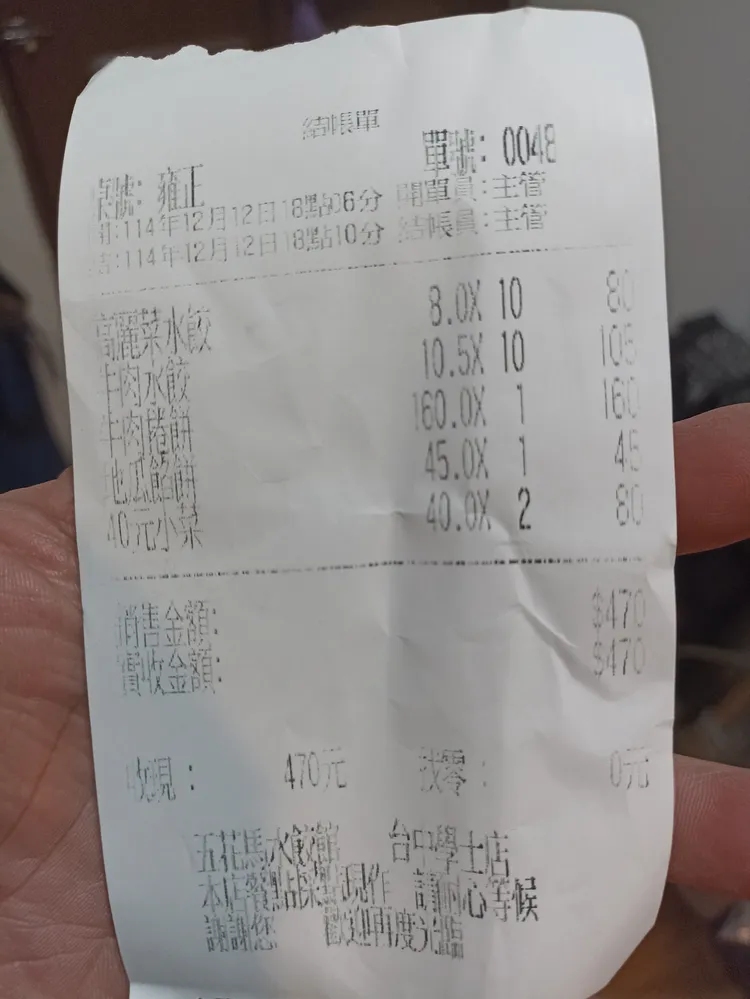 結帳單
桌號: 雍正 單號: 0048
開:114年12月12日18點06分 開單員:主管
結:114年12月12日18點10分 結帳員:主管
高麗菜水餃 8.0X 10 80
牛肉水餃 10.5X 10 105
牛肉捲餅 160.0X 1 160
地瓜餡餅 45.0X 1 45
40元小菜 40.0X 2 80
銷售金額: $470
實收金額: $470
收現: 470元 找零: 0元
五花馬水餃館 台中學士店
本店餐點採點現作 請耐心等候
謝謝您 歡迎再度光臨